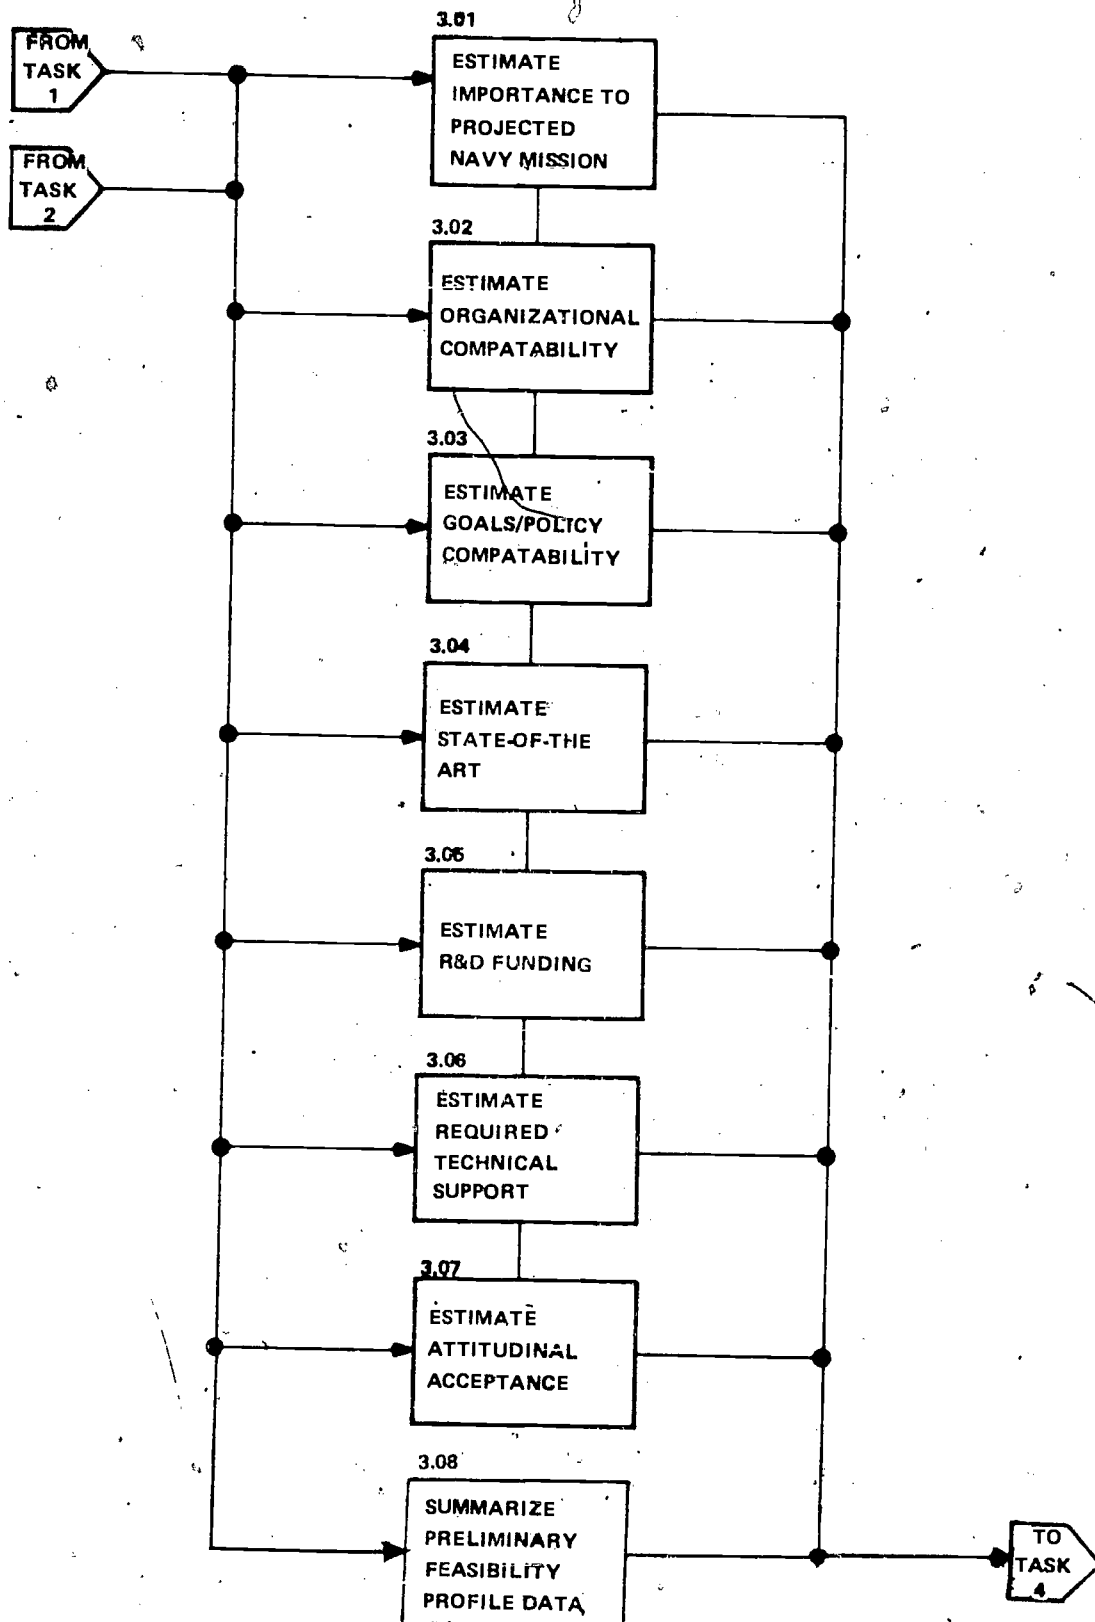 FROM
TASK
1
FROM
TASK
2
3.01
ESTIMATE
IMPORTANCE TO
PROJECTED
NAVY MISSION
3.02
ESTIMATE
ORGANIZATIONAL
COMPATABILITY
3.03
ESTIMATE
GOALS/POLICY
COMPATABILITY
3.04
ESTIMATE
STATE-OF-THE
ART
3.05
ESTIMATE
R&D FUNDING
3.06
ESTIMATE
REQUIRED
TECHNICAL
SUPPORT
3.07
ESTIMATE
ATTITUDINAL
ACCEPTANCE
3.08
SUMMARIZE
PRELIMINARY
FEASIBILITY
PROFILE DATA
TO
TASK
4